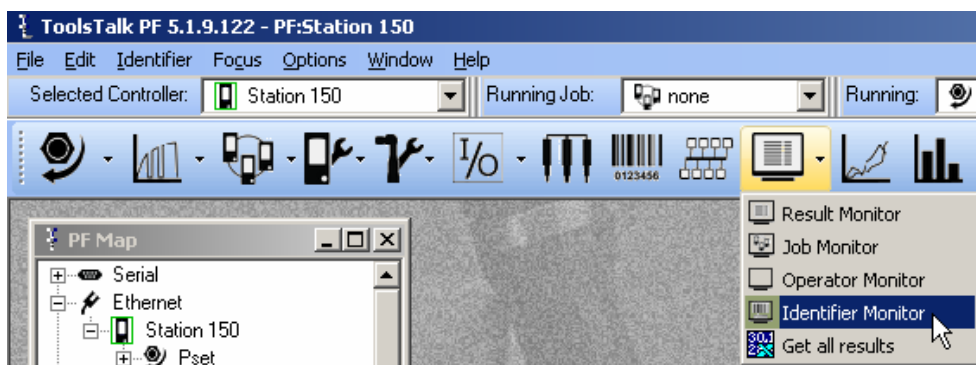 ToolsTalk PF 5.1.9.122 - PF:Station 150
File Edit Identifier Focus Options Window Help
Selected Controller: Station 150 Running Job: none Running:
I/O 0123456
Result Monitor
PF Map
Job Monitor
Serial
Operator Monitor
Ethernet
Identifier Monitor
Station 150
Get all results
Pset